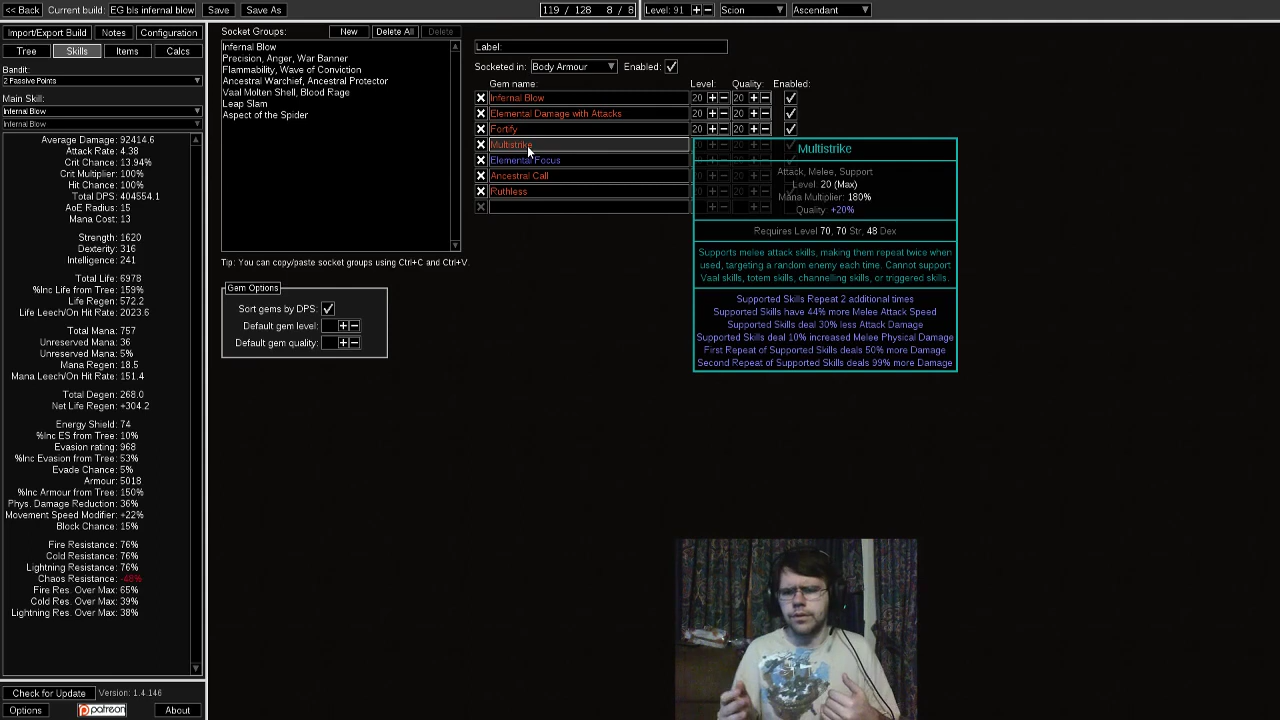 << Back
Current build: EG bls infernal blow
Save
Save As
119 / 128 8 / 8
Level: 91 + −
Scion
Ascendant
Import/Export Build
Notes
Configuration
Tree
Skills
Items
Calcs
Bandit:
2 Passive Points
Main Skill:
Infernal Blow
Infernal Blow
Average Damage: 92414.6
Attack Rate: 4.38
Crit Chance: 13.94%
Crit Multiplier: 100%
Hit Chance: 100%
Total DPS: 404554.1
AoE Radius: 15
Mana Cost: 13
Strength: 1620
Dexterity: 316
Intelligence: 241
Total Life: 6978
%Inc Life from Tree: 159%
Life Regen: 572.2
Life Leech/On Hit Rate: 2023.6
Total Mana: 757
Unreserved Mana: 36
Unreserved Mana: 5%
Mana Regen: 18.5
Mana Leech/On Hit Rate: 151.4
Total Degen: 268.0
Net Life Regen: +304.2
Energy Shield: 74
%Inc ES from Tree: 10%
Evasion rating: 968
%Inc Evasion from Tree: 53%
Evade Chance: 5%
Armour: 5018
%Inc Armour from Tree: 150%
Phys. Damage Reduction: 36%
Movement Speed Modifier: +22%
Block Chance: 15%
Fire Resistance: 76%
Cold Resistance: 76%
Lightning Resistance: 76%
Chaos Resistance: -46%
Fire Res. Over Max: 65%
Cold Res. Over Max: 39%
Lightning Res. Over Max: 38%
Check for Update
Version: 1.4.146
Options
patreon
About
Socket Groups:
New
Delete All
Delete
Infernal Blow
Precision, Anger, War Banner
Flammability, Wave of Conviction
Ancestral Warchief, Ancestral Protector
Vaal Molten Shell, Blood Rage
Leap Slam
Aspect of the Spider
Tip: You can copy/paste socket groups using Ctrl+C and Ctrl+V.
Gem Options
Sort gems by DPS:
Default gem level: + −
Default gem quality: + −
Label:
Socketed in: Body Armour
Enabled:
Gem name:
Level:
Quality:
Enabled:
X Infernal Blow 20 + − 20 + −
X Elemental Damage with Attacks 20 + − 20 + −
X Fortify 20 + − 20 + −
X Multistrike
X Elemental Focus
X Ancestral Call
X Ruthless
X
Multistrike
Attack, Melee, Support
Level: 20 (Max)
Mana Multiplier: 180%
Quality: +20%
Requires Level 70, 70 Str, 48 Dex
Supports melee attack skills, making them repeat twice when
used, targeting a random enemy each time. Cannot support
Vaal skills, totem skills, channelling skills, or triggered skills.
Supported Skills Repeat 2 additional times
Supported Skills have 44% more Melee Attack Speed
Supported Skills deal 30% less Attack Damage
Supported Skills deal 10% increased Melee Physical Damage
First Repeat of Supported Skills deals 50% more Damage
Second Repeat of Supported Skills deals 99% more Damage